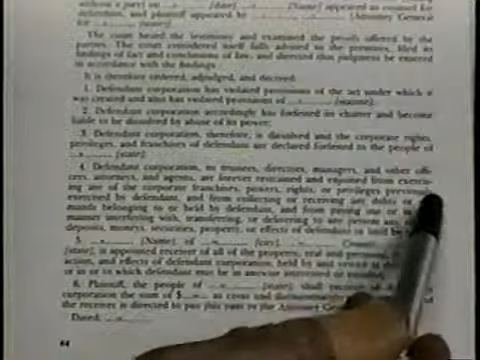 without a jury on [date]. [Name] appeared as counsel for
defendant, and plaintiff appeared by [Attorney General
for [name]].
The court heard the testimony and examined the proofs offered by the
parties. The court considered itself fully advised in the premises, filed its
findings of fact and conclusions of law, and directed that judgment be entered
in accordance with the findings.
It is therefore ordered, adjudged, and decreed:
1. Defendant corporation has violated provisions of the act under which it
was created and also has violated provisions of [statute].
2. Defendant corporation accordingly has forfeited its charter and become
liable to be dissolved by abuse of its power.
3. Defendant corporation, therefore, is dissolved and the corporate rights,
privileges, and franchises of defendant are declared forfeited to the people of
[state].
4. Defendant corporation, its trustees, directors, managers, and other offi-
cers, attorneys, and agents, are forever restrained and enjoined from exercis-
ing any of the corporate franchises, powers, rights, or privileges
exercised by defendant, and from collecting or receiving any debts or
mands belonging to or held by defendant, and from paying out or in
manner interfering with, transferring, or delivering to any person any
deposits, moneys, securities, property, or effects of defendant or held by
5. [Name] of [city]
[state], is appointed receiver of all of the property, real and personal,
action, and effects of defendant corporation, held by and vested in
or in or to which defendant may be in anywise interested or
6. Plaintiff, the people of [state], shall recover of
corporation the sum of $ as costs and disbursements
the receiver is directed to pay this sum to the Attorney General
Dated:
64